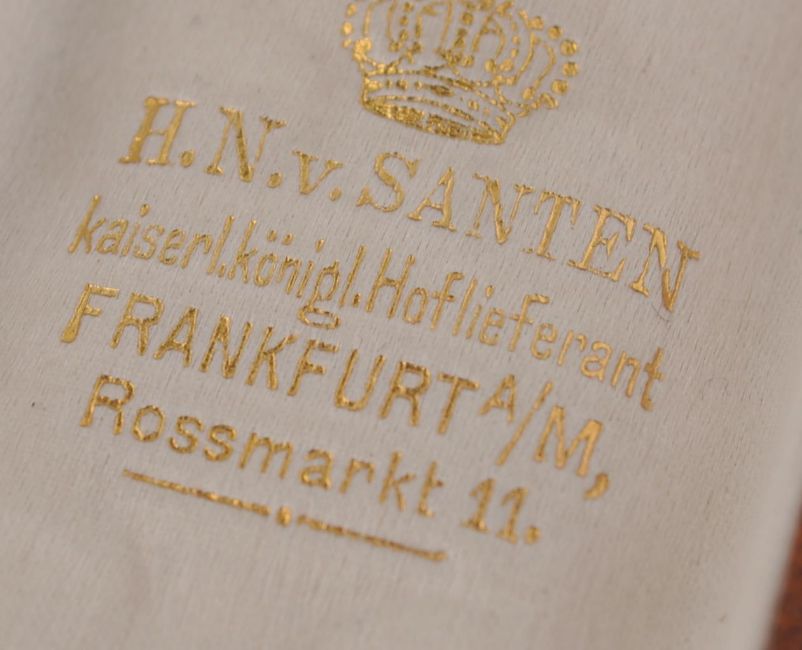 H.N.v.SANTEN
kaiserl.königl.Hoflieferant
FRANKFURT A/M,
Rossmarkt 11.